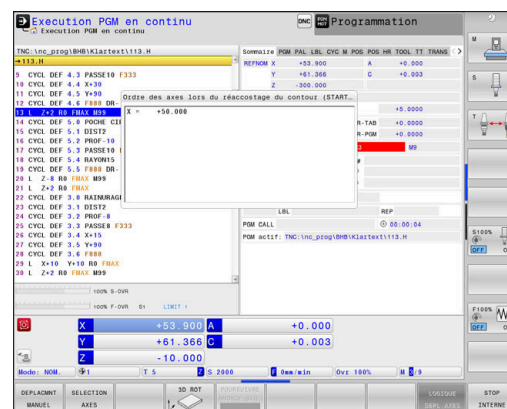 Execution PGM en continu
Execution PGM en continu
DNC
Programmation
TNC:\nc_prog\BHB\Klartext\113.H
→113.H
9 CYCL DEF 4.3 PASSE10 F333
10 CYCL DEF 4.4 X+30
11 CYCL DEF 4.5 Y+90
12 CYCL DEF 4.6 F888 DR-
13 L Z+2 R0 FMAX M99
14 CYCL DEF 5.0 POCHE CI
15 CYCL DEF 5.1 DIST2
16 CYCL DEF 5.2 PROF-10
17 CYCL DEF 5.3 PASSE10
18 CYCL DEF 5.4 RAYON15
19 CYCL DEF 5.5 F888 DR-
20 L Z-8 R0 FMAX M99
21 L Z+2 R0 FMAX
22 CYCL DEF 3.0 RAINURAG
23 CYCL DEF 3.1 DIST2
24 CYCL DEF 3.2 PROF-8
25 CYCL DEF 3.3 PASSE8 F333
26 CYCL DEF 3.4 X+15
27 CYCL DEF 3.5 Y+90
28 CYCL DEF 3.6 F888
29 L X+10 Y+10 R0 FMAX
30 L Z+2 R0 FMAX M99
Ordre des axes lors du réaccostage du contour (START...
X = +50.000
Sommaire PGM PAL LBL CYC M POS POS HR TOOL TT TRANS
REFNOM X +53.900 A +0.000
Y +61.366 C +0.003
Z -300.000
+5.0000
R-TAB +0.0000
R-PGM +0.0000
M9
LBL REP
PGM CALL 00:00:04
PGM actif: TNC:\nc_prog\BHB\Klartext\113.H
100% S-OVR
100% F-OVR S1 LIMIT 1
X +53.900 A +0.000
Y +61.366 C +0.003
Z -10.000
Mode: NOM. 1 T 5 Z S 2000 F 0mm/min Ovr 100% M 5/9
DEPLACMNT MANUEL
SELECTION AXES
3D ROT
LOGIQUE DEPL.AXES
STOP INTERNE
M
S
T
S100%
OFF
F100%
OFF